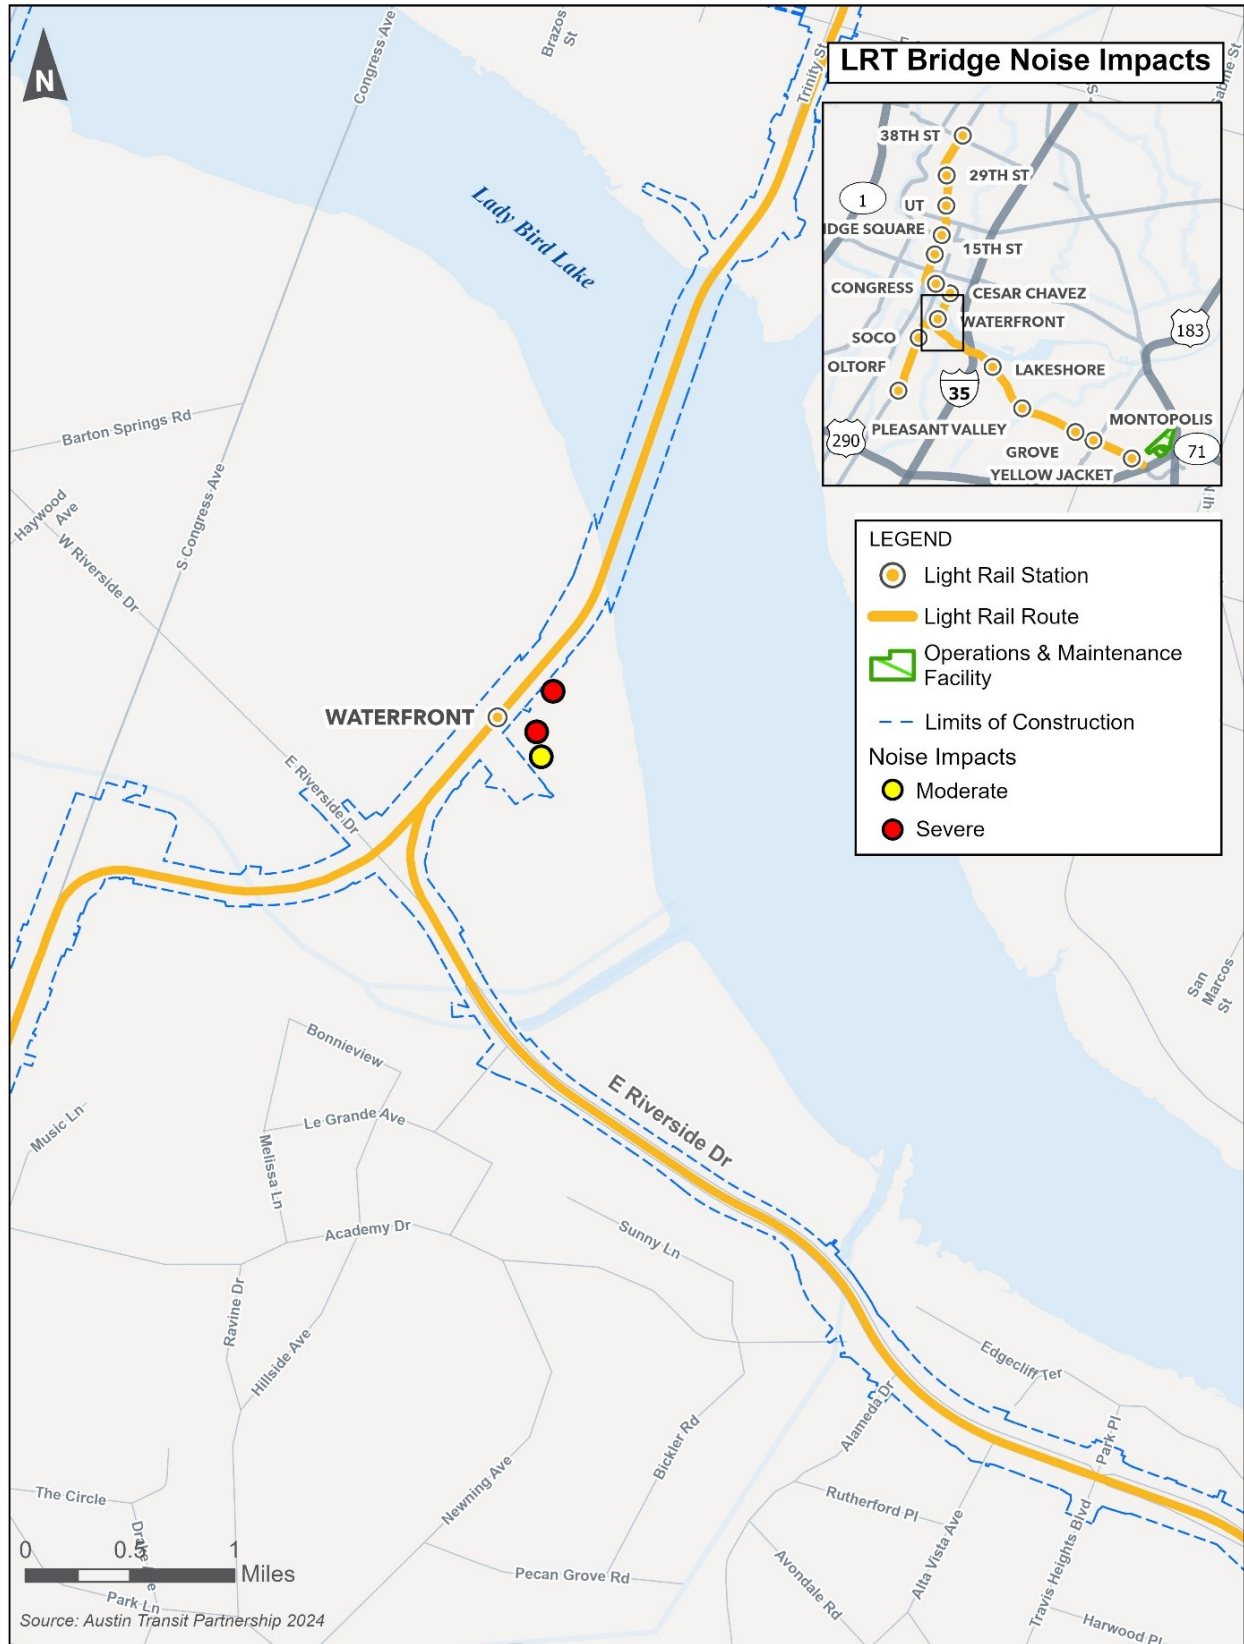 LRT Bridge Noise Impacts
N
Congress Ave
Brazos
St
Trinity St
Sabine St
Lady Bird Lake
38TH ST
29TH ST
1
UT
IDGE SQUARE
15TH ST
CONGRESS
CESAR CHAVEZ
WATERFRONT
183
SOCO
OLTORF
LAKESHORE
35
PLEASANT VALLEY
MONTOPOLIS
290
GROVE
71
YELLOW JACKET
Barton Springs Rd
Haywood
Ave
S Congress Ave
W Riverside Dr
LEGEND
Light Rail Station
Light Rail Route
Operations & Maintenance
Facility
Limits of Construction
Noise Impacts
Moderate
Severe
WATERFRONT
E Riverside Dr
San
Marcos
St
Bonnieview
Music Ln
Le Grande Ave
Melissa Ln
E Riverside Dr
Academy Dr
Sunny Ln
Ravine Dr
Hillside Ave
Edgecliff Ter
Alameda Dr
Park Pl
Bickler Rd
Newning Ave
The Circle
Rutherford Pl
Alta Vista Ave
Travis Heights Blvd
Avondale Rd
Pecan Grove Rd
Park Ln
Harwood Pl
0 0.5 1
Miles
Source: Austin Transit Partnership 2024